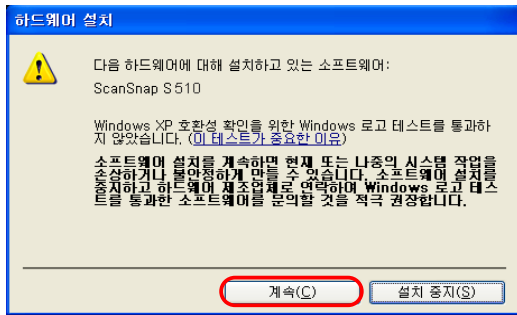 하드웨어 설치
다음 하드웨어에 대해 설치하고 있는 소프트웨어:
ScanSnap S510
Windows XP 호환성 확인을 위한 Windows 로고 테스트를 통과하
지 않았습니다. (이 테스트가 중요한 이유)
소프트웨어 설치를 계속하면 현재 또는 나중의 시스템 작업을
손상하거나 불안정하게 만들 수 있습니다. 소프트웨어 설치를
중지하고 하드웨어 제조업체로 연락하여 Windows 로고 테스
트를 통과한 소프트웨어를 문의할 것을 적극 권장합니다.
계속(C)
설치 중지(S)